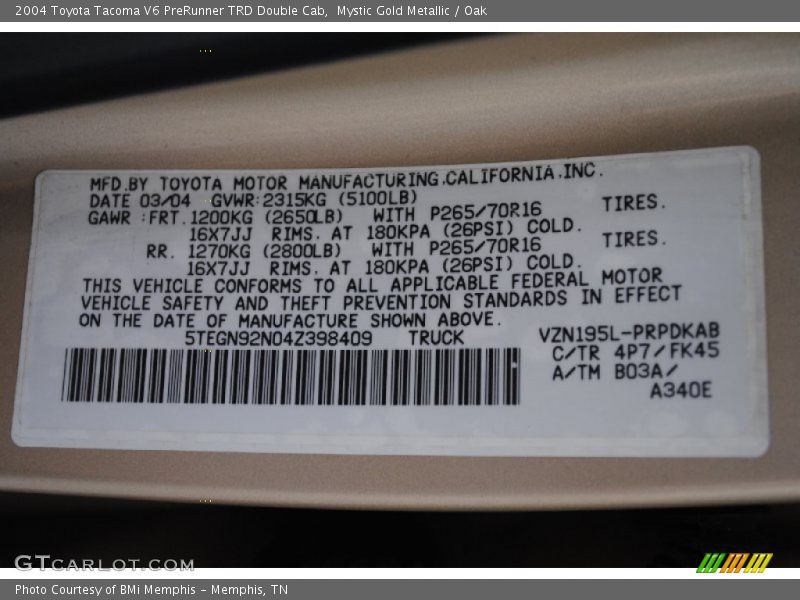 2004 Toyota Tacoma V6 PreRunner TRD Double Cab, Mystic Gold Metallic / Oak
MFD.BY TOYOTA MOTOR MANUFACTURING.CALIFORNIA.INC.
DATE 03/04 GVWR:2315KG (5100LB)
GAWR :FRT.1200KG (2650LB) WITH P265/70R16 TIRES.
16X7JJ RIMS. AT 180KPA (26PSI) COLD.
RR. 1270KG (2800LB) WITH P265/70R16 TIRES.
16X7JJ RIMS. AT 180KPA (26PSI) COLD.
THIS VEHICLE CONFORMS TO ALL APPLICABLE FEDERAL MOTOR
VEHICLE SAFETY AND THEFT PREVENTION STANDARDS IN EFFECT
ON THE DATE OF MANUFACTURE SHOWN ABOVE.
5TEGN92N04Z398409 TRUCK VZN195L-PRPDKAB
C/TR 4P7/FK45
A/TM B03A/
A340E
GTCARLOT.COM
Photo Courtesy of BMi Memphis - Memphis, TN